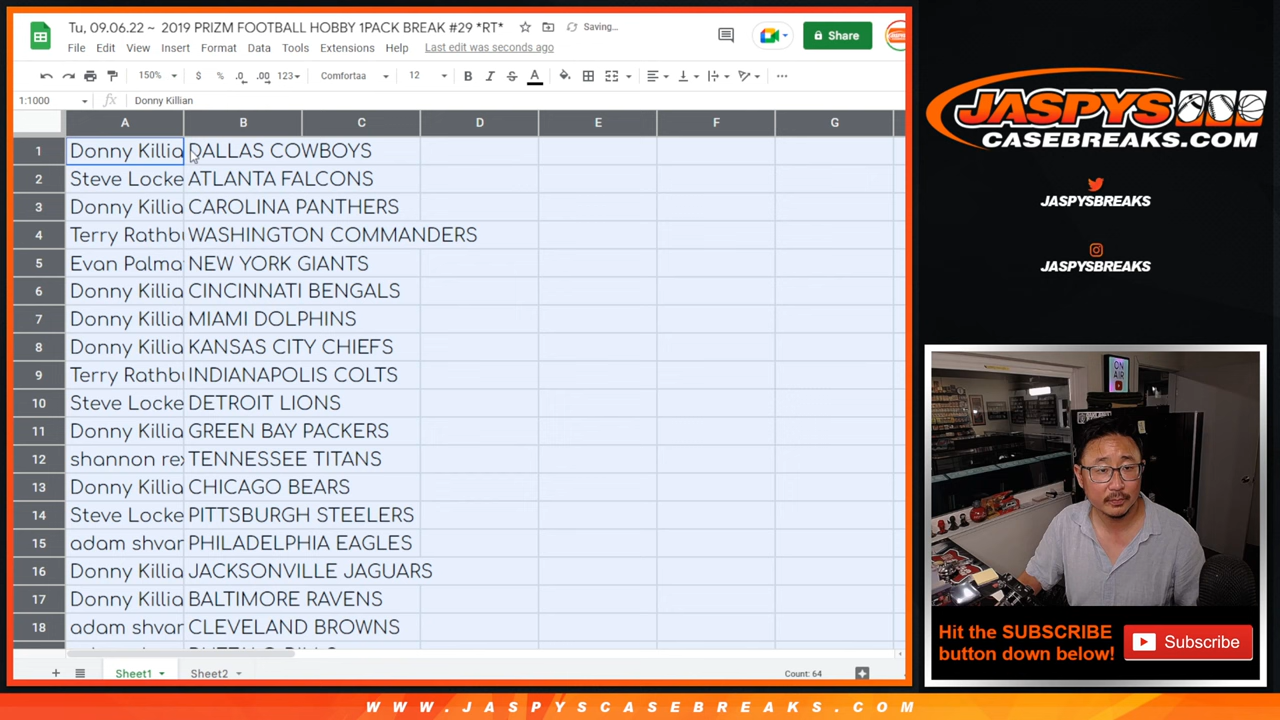 Tu, 09.06.22 ~ 2019 PRIZM FOOTBALL HOBBY 1PACK BREAK #29 *RT*
Saving...
File Edit View Insert Format Data Tools Extensions Help Last edit was seconds ago
Share
150% $ % .0 .00 123 Comfortaa 12 B I S A
1:1000 fx Donny Killian
A B C D E F G
1 Donny Killia DALLAS COWBOYS
2 Steve Locke ATLANTA FALCONS
3 Donny Killia CAROLINA PANTHERS
4 Terry Rathbu WASHINGTON COMMANDERS
5 Evan Palma NEW YORK GIANTS
6 Donny Killia CINCINNATI BENGALS
7 Donny Killia MIAMI DOLPHINS
8 Donny Killia KANSAS CITY CHIEFS
9 Terry Rathbu INDIANAPOLIS COLTS
10 Steve Locke DETROIT LIONS
11 Donny Killia GREEN BAY PACKERS
12 shannon rex TENNESSEE TITANS
13 Donny Killia CHICAGO BEARS
14 Steve Locke PITTSBURGH STEELERS
15 adam shvar PHILADELPHIA EAGLES
16 Donny Killia JACKSONVILLE JAGUARS
17 Donny Killia BALTIMORE RAVENS
18 adam shvar CLEVELAND BROWNS
Sheet1 Sheet2 Count: 64
JASPYS
CASEBREAKS.COM
JASPYSBREAKS
JASPYSBREAKS
ON
AIR
Hit the SUBSCRIBE
button down below!
Subscribe
WWW.JASPYSCASEBREAKS.COM